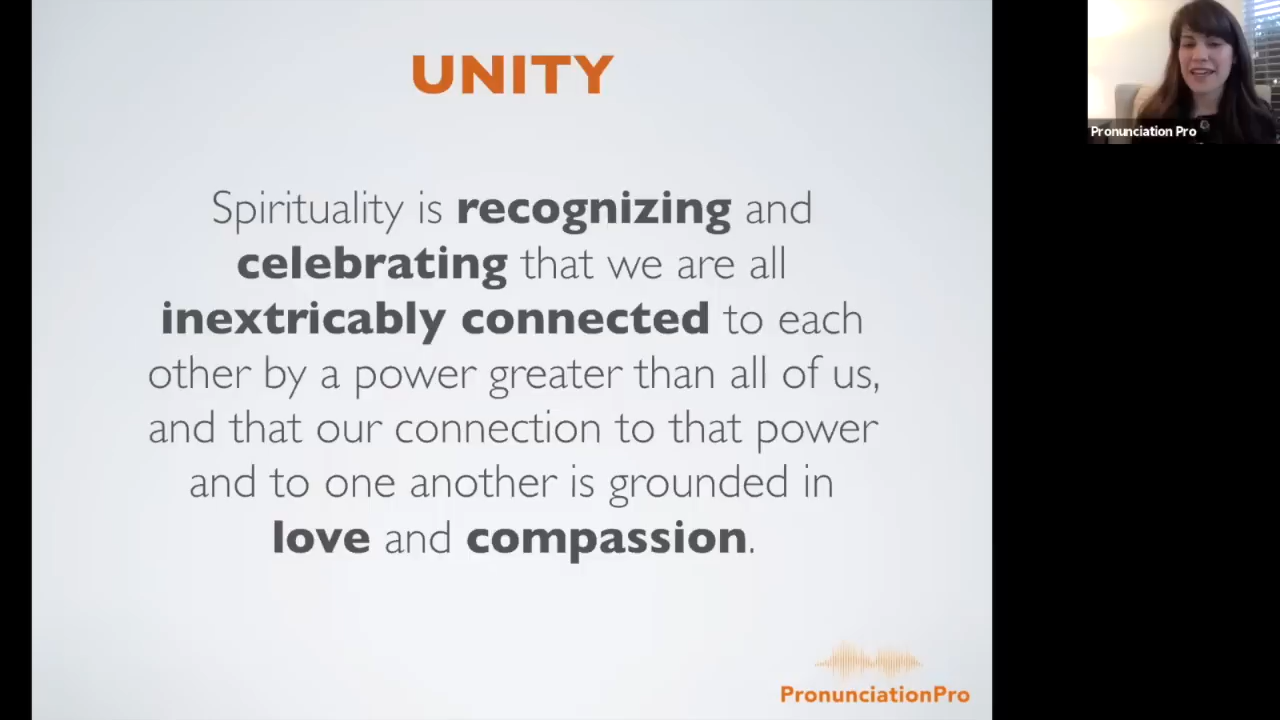 UNITY
Spirituality is recognizing and
celebrating that we are all
inextricably connected to each
other by a power greater than all of us,
and that our connection to that power
and to one another is grounded in
love and compassion.
PronunciationPro
Pronunciation Pro